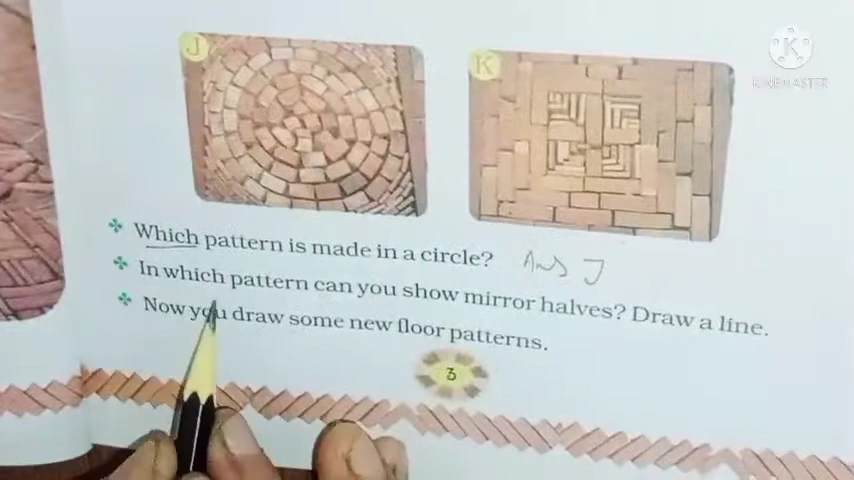 J
K
K
KINEMASTER
Which pattern is made in a circle? Ans J
In which pattern can you show mirror halves? Draw a line.
Now you draw some new floor patterns.
3